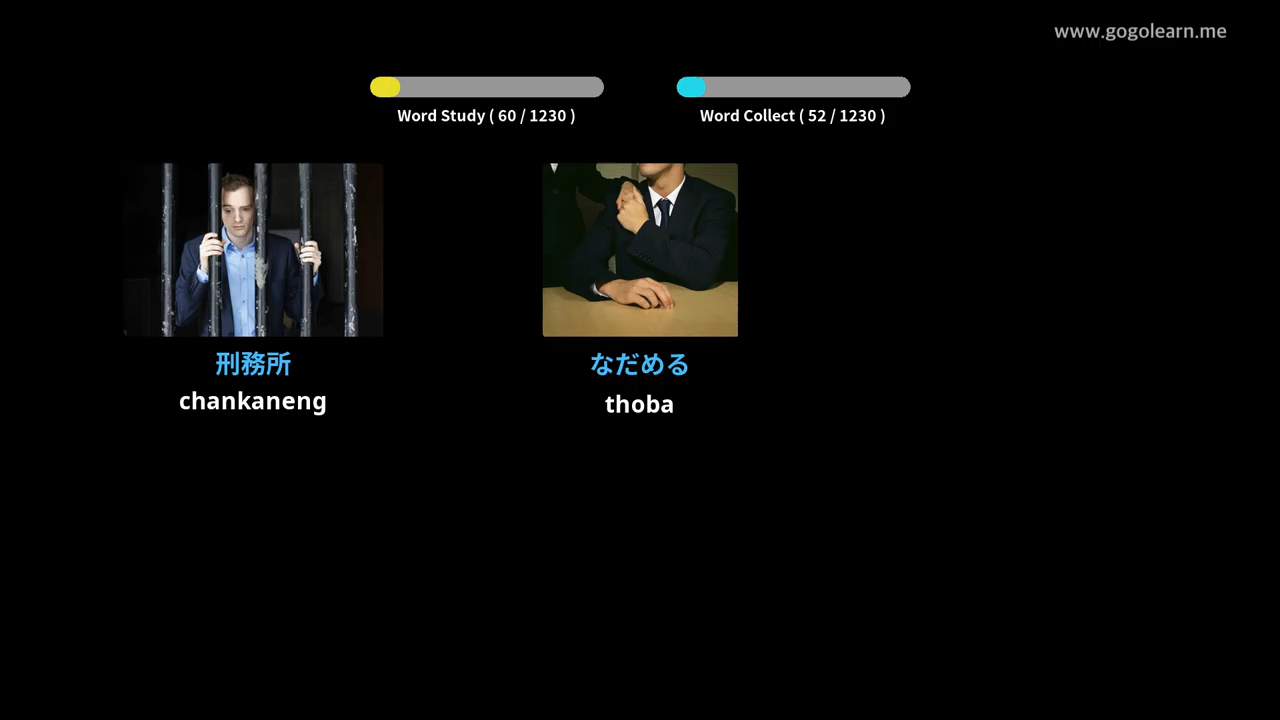 www.gogolearn.me
Word Study ( 60 / 1230 )
Word Collect ( 52 / 1230 )
刑務所
chankaneng
なだめる
thoba